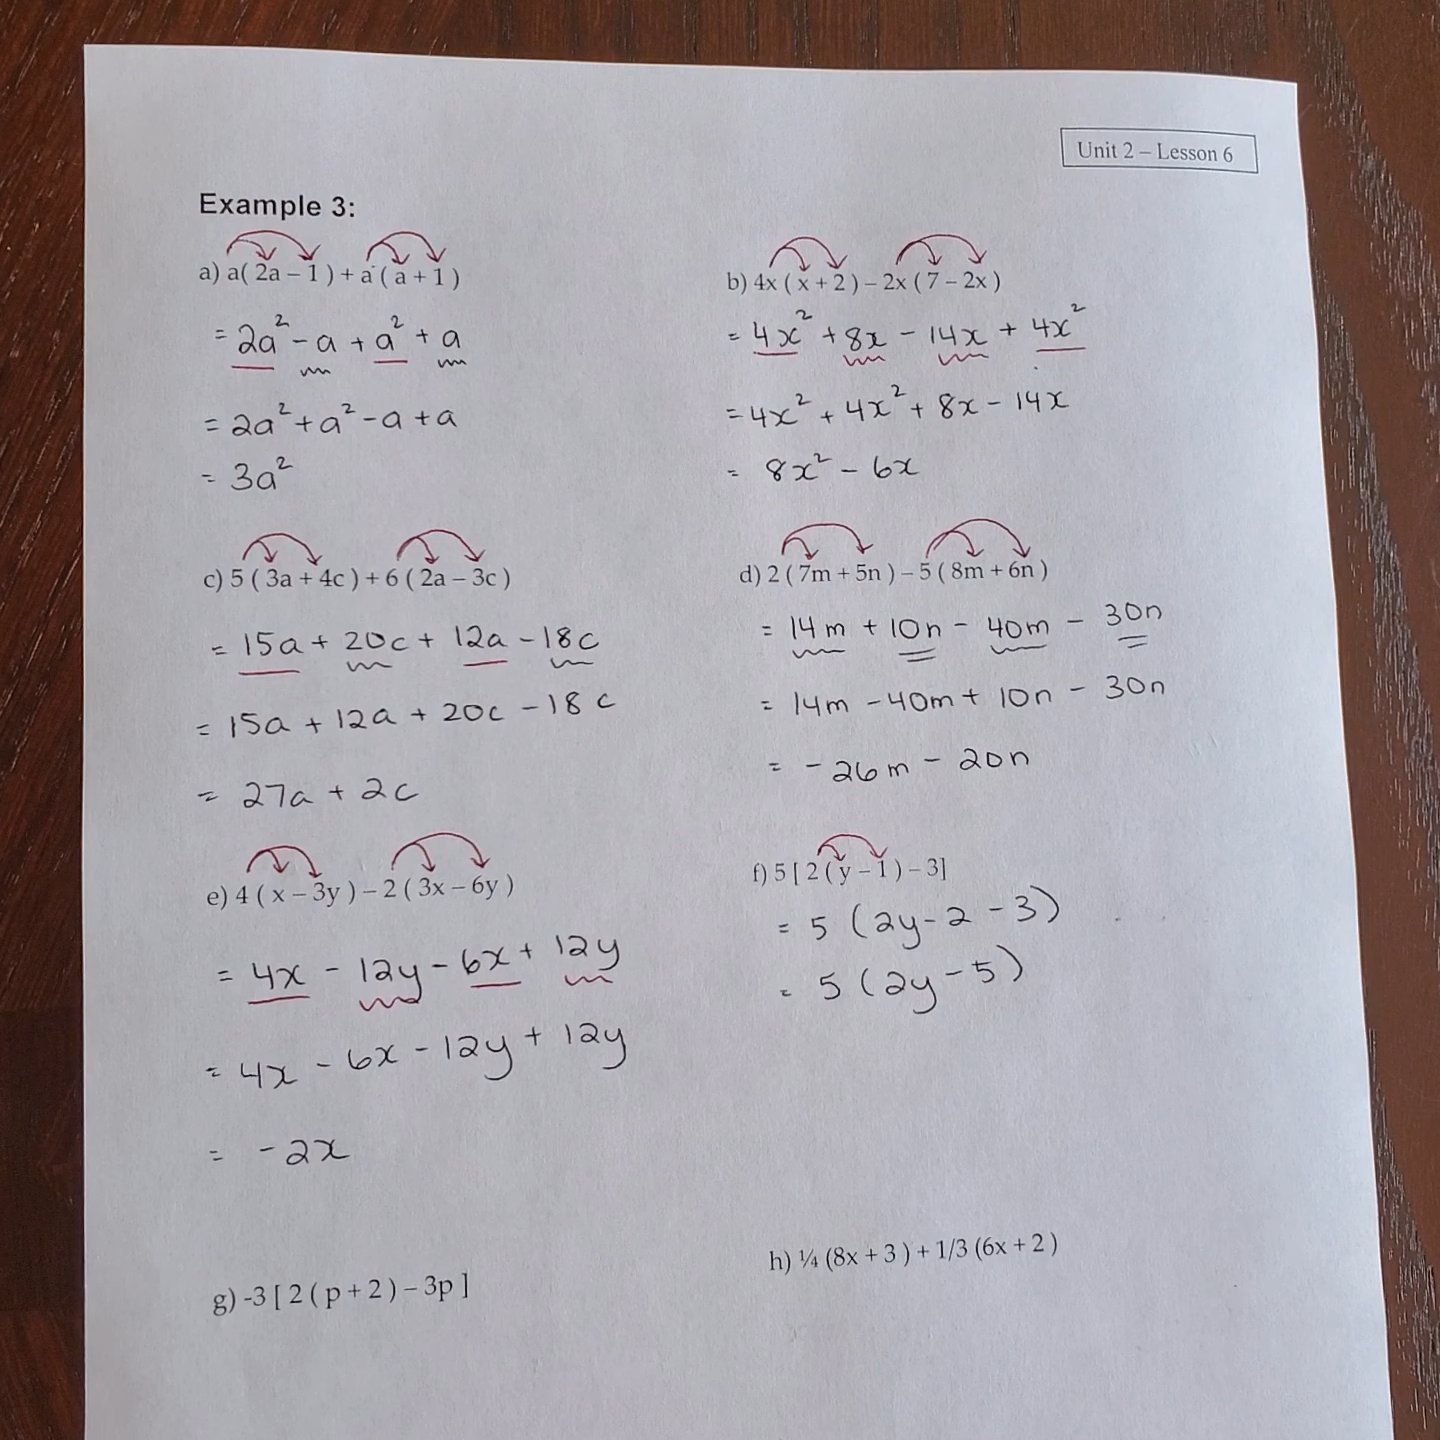 Unit 2 – Lesson 6
Example 3:
a) a( 2a – 1 ) + a ( a + 1 )
= 2a² - a + a² + a
= 2a² + a² - a + a
= 3a²
b) 4x ( x + 2 ) – 2x ( 7 – 2x )
= 4x² + 8x - 14x + 4x²
= 4x² + 4x² + 8x - 14x
= 8x² - 6x
c) 5 ( 3a + 4c ) + 6 ( 2a – 3c )
= 15a + 20c + 12a - 18c
= 15a + 12a + 20c - 18c
= 27a + 2c
d) 2 ( 7m + 5n ) – 5 ( 8m + 6n )
= 14m + 10n - 40m - 30n
= 14m - 40m + 10n - 30n
= -26m - 20n
e) 4 ( x – 3y ) – 2 ( 3x – 6y )
= 4x - 12y - 6x + 12y
= 4x - 6x - 12y + 12y
= -2x
f) 5 [ 2 ( y – 1 ) – 3]
= 5 (2y - 2 - 3)
= 5 (2y - 5)
g) -3 [ 2 ( p + 2 ) – 3p ]
h) ¼ (8x + 3 ) + 1/3 (6x + 2 )